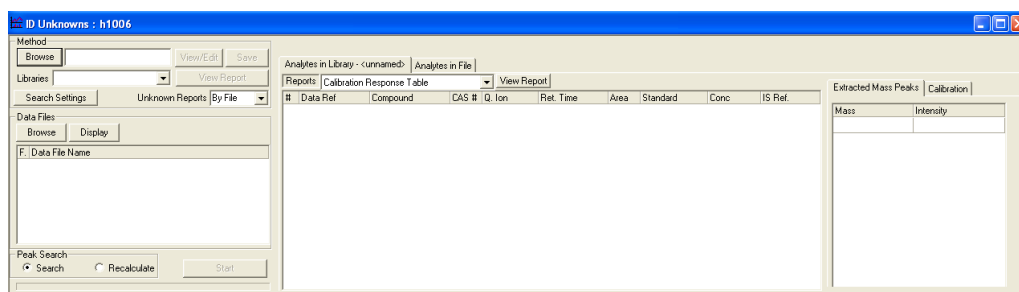 ID Unknowns : h1006
Method
Browse View/Edit Save
Libraries View Report
Search Settings Unknown Reports By File
Data Files
Browse Display
F. Data File Name
Peak Search
Search Recalculate Start
Analytes in Library - <unnamed> Analytes in File
Reports Calibration Response Table View Report
# Data Ref Compound CAS # Q. Ion Ret. Time Area Standard Conc IS Ref.
Extracted Mass Peaks Calibration
Mass Intensity